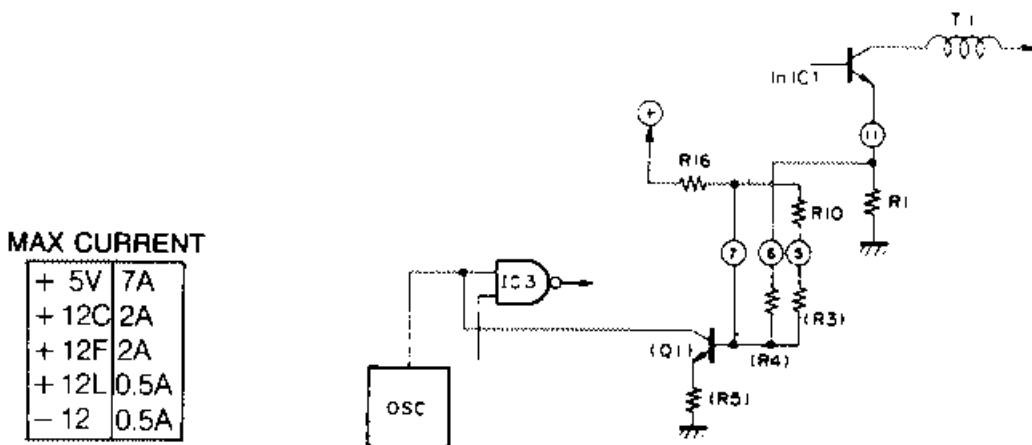 T1
In IC1
+
11
R16
R1
R10
MAX CURRENT
+ 5V 7A
+ 12C 2A
+ 12F 2A
+ 12L 0.5A
− 12 0.5A
7
6
5
IC3
(R3)
(Q1)
(R4)
OSC
(R5)